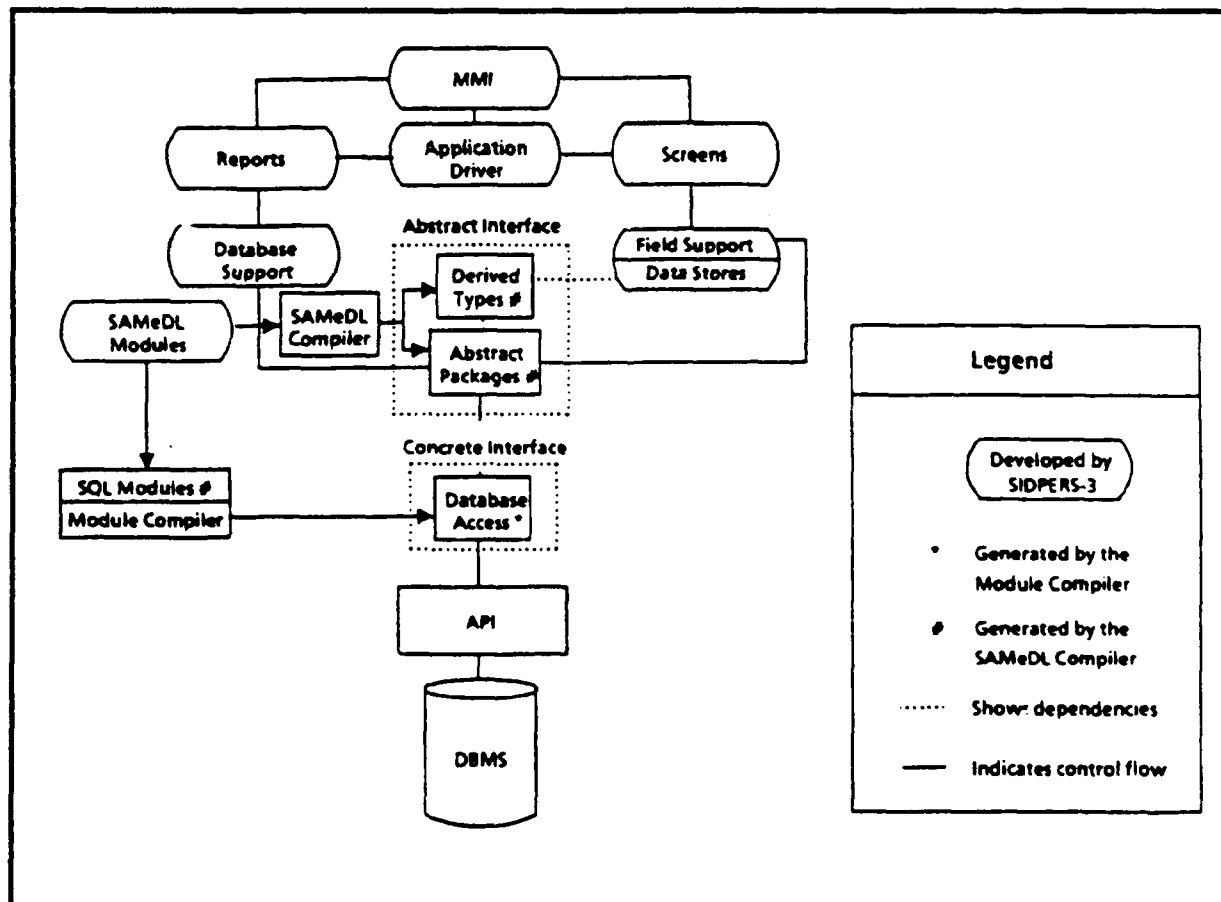 MMI
Reports
Application
Driver
Screens
Abstract Interface
Database
Support
Field Support
Data Stores
Derived
Types #
SAMeDL
Modules
SAMeDL
Compiler
Abstract
Packages #
Concrete Interface
SQL Modules #
Module Compiler
Database
Access *
API
DBMS
Legend
Developed by
SIDPERS-3
* Generated by the
Module Compiler
# Generated by the
SAMeDL Compiler
Shows dependencies
Indicates control flow